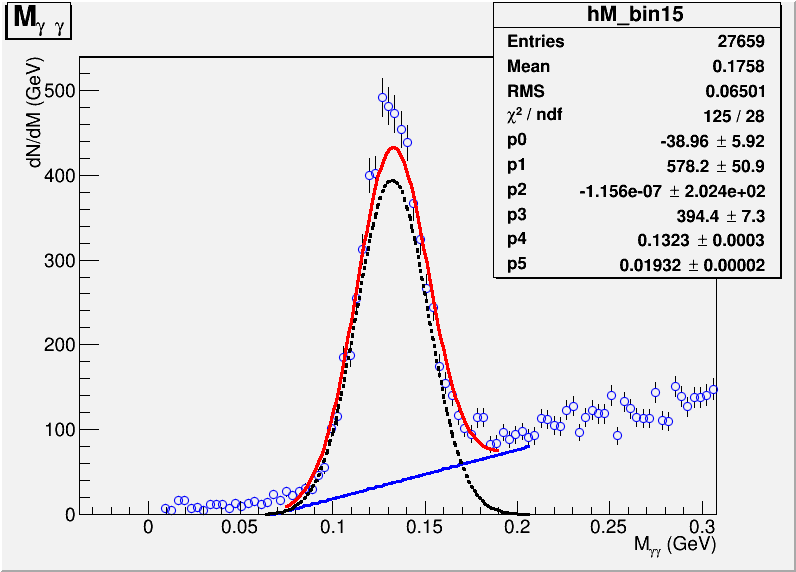 M_γ γ
hM_bin15
Entries 27659
Mean 0.1758
RMS 0.06501
χ² / ndf 125 / 28
p0 -38.96 ± 5.92
p1 578.2 ± 50.9
p2 -1.156e-07 ± 2.024e+02
p3 394.4 ± 7.3
p4 0.1323 ± 0.0003
p5 0.01932 ± 0.00002
dN/dM (GeV)
500
400
300
200
100
0
0 0.05 0.1 0.15 0.2 0.25 0.3
M_γγ (GeV)